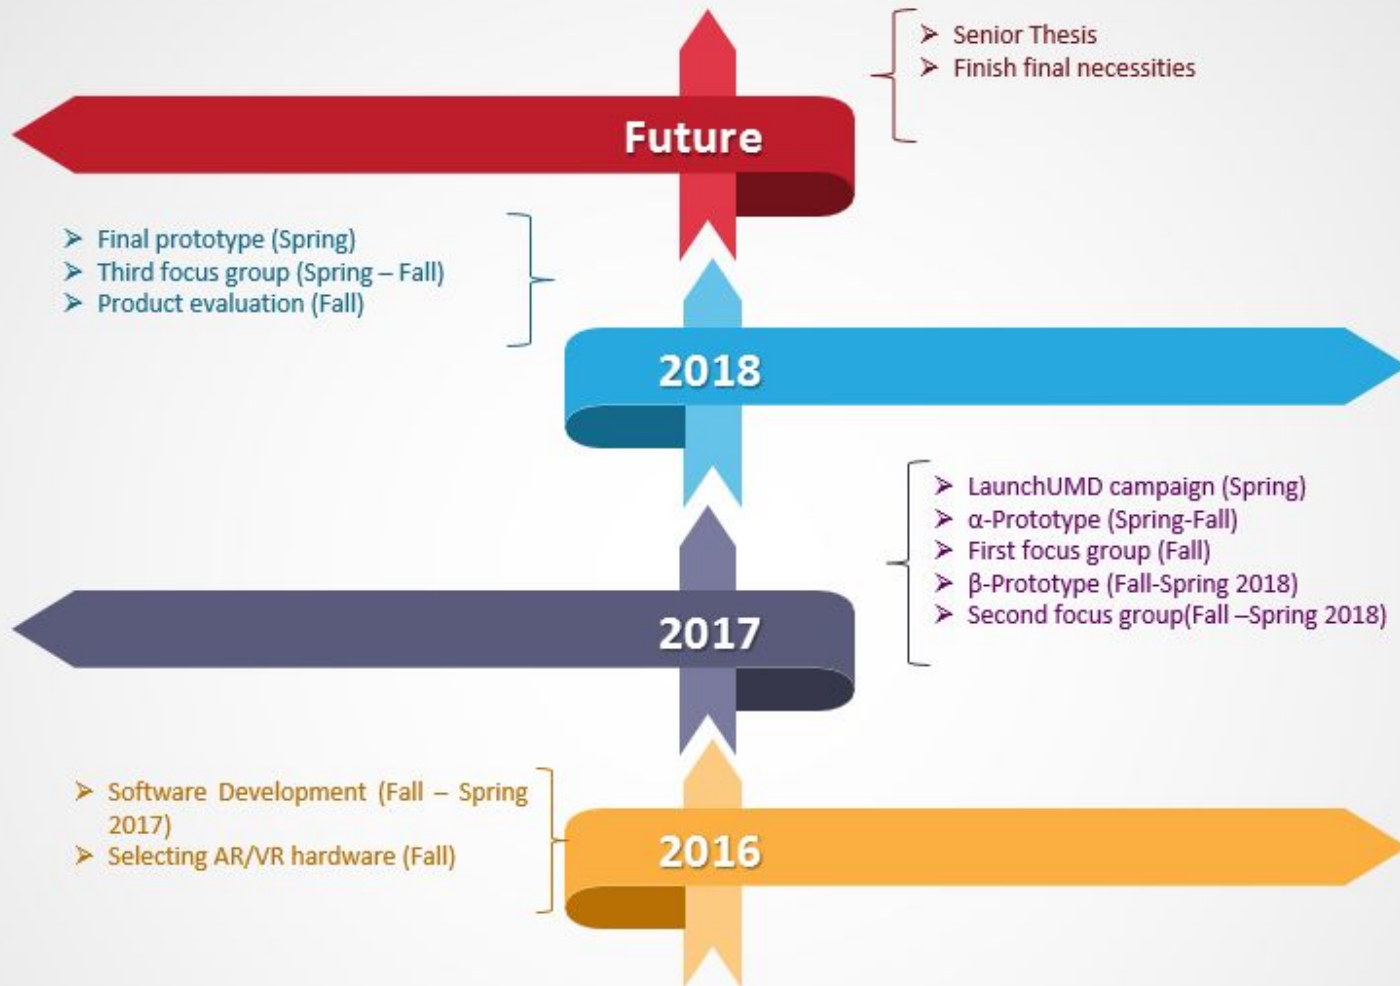 ➢ Senior Thesis
➢ Finish final necessities
Future
➢ Final prototype (Spring)
➢ Third focus group (Spring – Fall)
➢ Product evaluation (Fall)
2018
➢ LaunchUMD campaign (Spring)
➢ α-Prototype (Spring-Fall)
➢ First focus group (Fall)
➢ β-Prototype (Fall-Spring 2018)
➢ Second focus group(Fall –Spring 2018)
2017
➢ Software Development (Fall – Spring
2017)
➢ Selecting AR/VR hardware (Fall)
2016